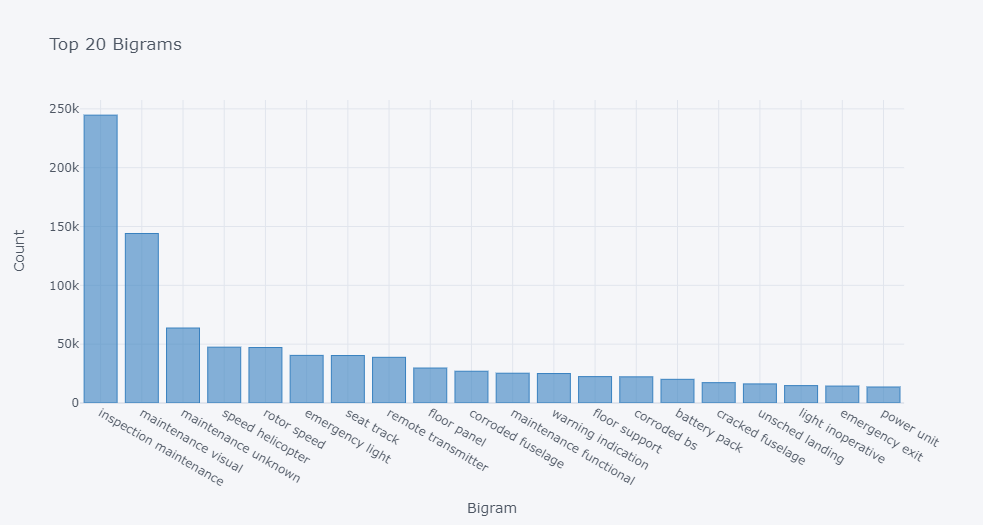 Top 20 Bigrams
250k
200k
150k
100k
50k
0
Count
inspection maintenance
maintenance visual
maintenance unknown
speed helicopter
rotor speed
emergency light
seat track
remote transmitter
floor panel
corroded fuselage
maintenance functional
warning indication
floor support
corroded bs
battery pack
cracked fuselage
unsched landing
light inoperative
emergency exit
power unit
Bigram